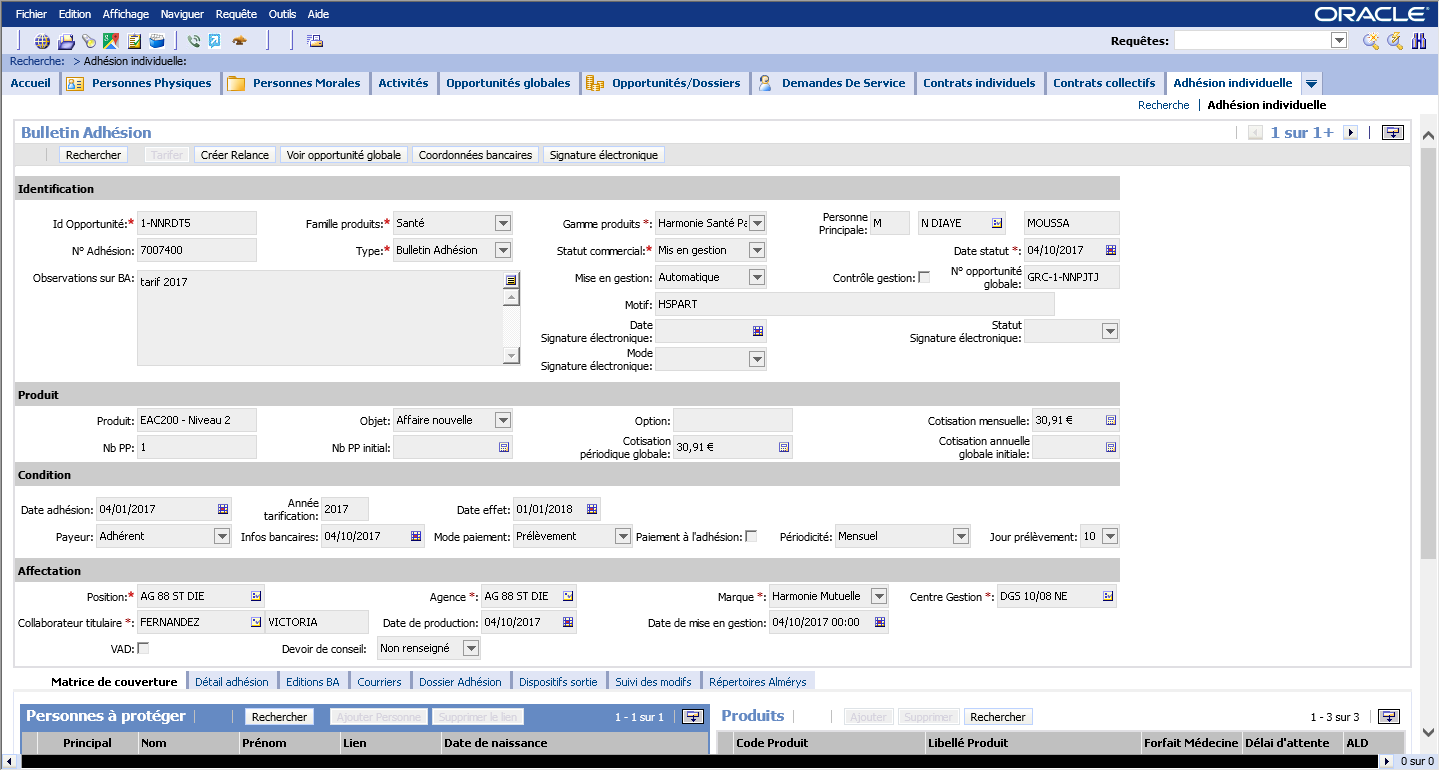 Fichier Edition Affichage Naviguer Requête Outils Aide ORACLE
Requêtes:
Recherche: > Adhésion individuelle:
Accueil Personnes Physiques Personnes Morales Activités Opportunités globales Opportunités/Dossiers Demandes De Service Contrats individuels Contrats collectifs Adhésion individuelle
Recherche Adhésion individuelle
Bulletin Adhésion 1 sur 1+
Rechercher Tarifer Créer Relance Voir opportunité globale Coordonnées bancaires Signature électronique
Identification
Id Opportunité:* 1-NNRDT5 Famille produits:* Santé Gamme produits *: Harmonie Santé Pa Personne Principale: M N DIAYE MOUSSA
N° Adhésion: 7007400 Type:* Bulletin Adhésion Statut commercial:* Mis en gestion Date statut *: 04/10/2017
Observations sur BA: tarif 2017 Mise en gestion: Automatique Contrôle gestion: N° opportunité globale: GRC-1-NNPJTJ
Motif: HSPART
Date Signature électronique: Statut Signature électronique:
Mode Signature électronique:
Produit
Produit: EAC200 - Niveau 2 Objet: Affaire nouvelle Option: Cotisation mensuelle: 30,91 €
Nb PP: 1 Nb PP initial: Cotisation périodique globale: 30,91 € Cotisation annuelle globale initiale:
Condition
Date adhésion: 04/01/2017 Année tarification: 2017 Date effet: 01/01/2018
Payeur: Adhérent Infos bancaires: 04/10/2017 Mode paiement: Prélèvement Paiement à l'adhésion: Périodicité: Mensuel Jour prélèvement: 10
Affectation
Position:* AG 88 ST DIE Agence *: AG 88 ST DIE Marque *: Harmonie Mutuelle Centre Gestion *: DGS 10/08 NE
Collaborateur titulaire *: FERNANDEZ VICTORIA Date de production: 04/10/2017 Date de mise en gestion: 04/10/2017 00:00
VAD: Devoir de conseil: Non renseigné
Matrice de couverture Détail adhésion Editions BA Courriers Dossier Adhésion Dispositifs sortie Suivi des modifs Répertoires Almérys
Personnes à protéger Rechercher Ajouter Personne Supprimer le lien 1 - 1 sur 1 Produits Ajouter Supprimer Rechercher 1 - 3 sur 3
Principal Nom Prénom Lien Date de naissance Code Produit Libellé Produit Forfait Médecine Délai d'attente ALD
0 sur 0